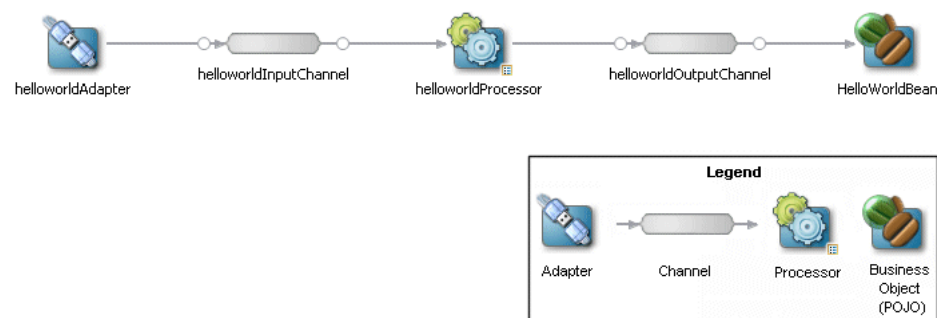 helloworldAdapter
helloworldInputChannel
helloworldProcessor
helloworldOutputChannel
HelloWorldBean
Legend
Adapter
Channel
Processor
Business
Object
(POJO)